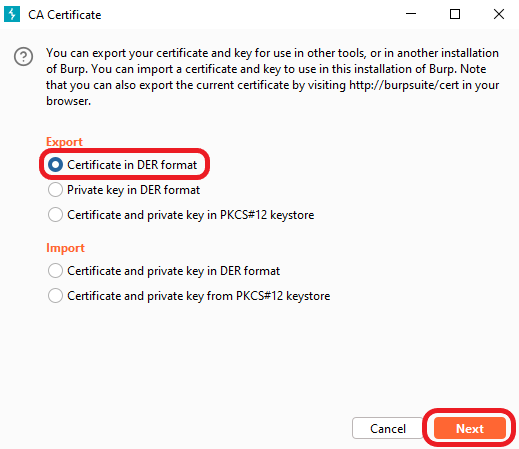 CA Certificate
You can export your certificate and key for use in other tools, or in another installation
of Burp. You can import a certificate and key to use in this installation of Burp. Note
that you can also export the current certificate by visiting http://burpsuite/cert in your
browser.
Export
Certificate in DER format
Private key in DER format
Certificate and private key in PKCS#12 keystore
Import
Certificate and private key in DER format
Certificate and private key from PKCS#12 keystore
Cancel
Next